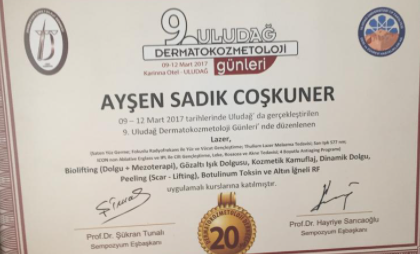 9. ULUDAĞ
DERMATOKOZMETOLOJİ
09-12 Mart 2017
günleri
Karinna Otel - ULUDAĞ
AYŞEN SADIK COŞKUNER
09 – 12 Mart 2017 tarihlerinde Uludağ' da gerçekleştirilen
9. Uludağ Dermatokozmetoloji Günleri' nde düzenlenen
Lazer,
Biolifting (Dolgu + Mezoterapi), Gözaltı Işık Dolgusu, Kozmetik Kamuflaj, Dinamik Dolgu,
Peeling (Scar - Lifting), Botulinum Toksin ve Altın İğneli RF
uygulamalı kurslarına katılmıştır.
Prof.Dr. Şükran Tunalı
Sempozyum Eşbaşkanı
Prof.Dr. Hayriye Sarıcaoğlu
Sempozyum Eşbaşkanı
20